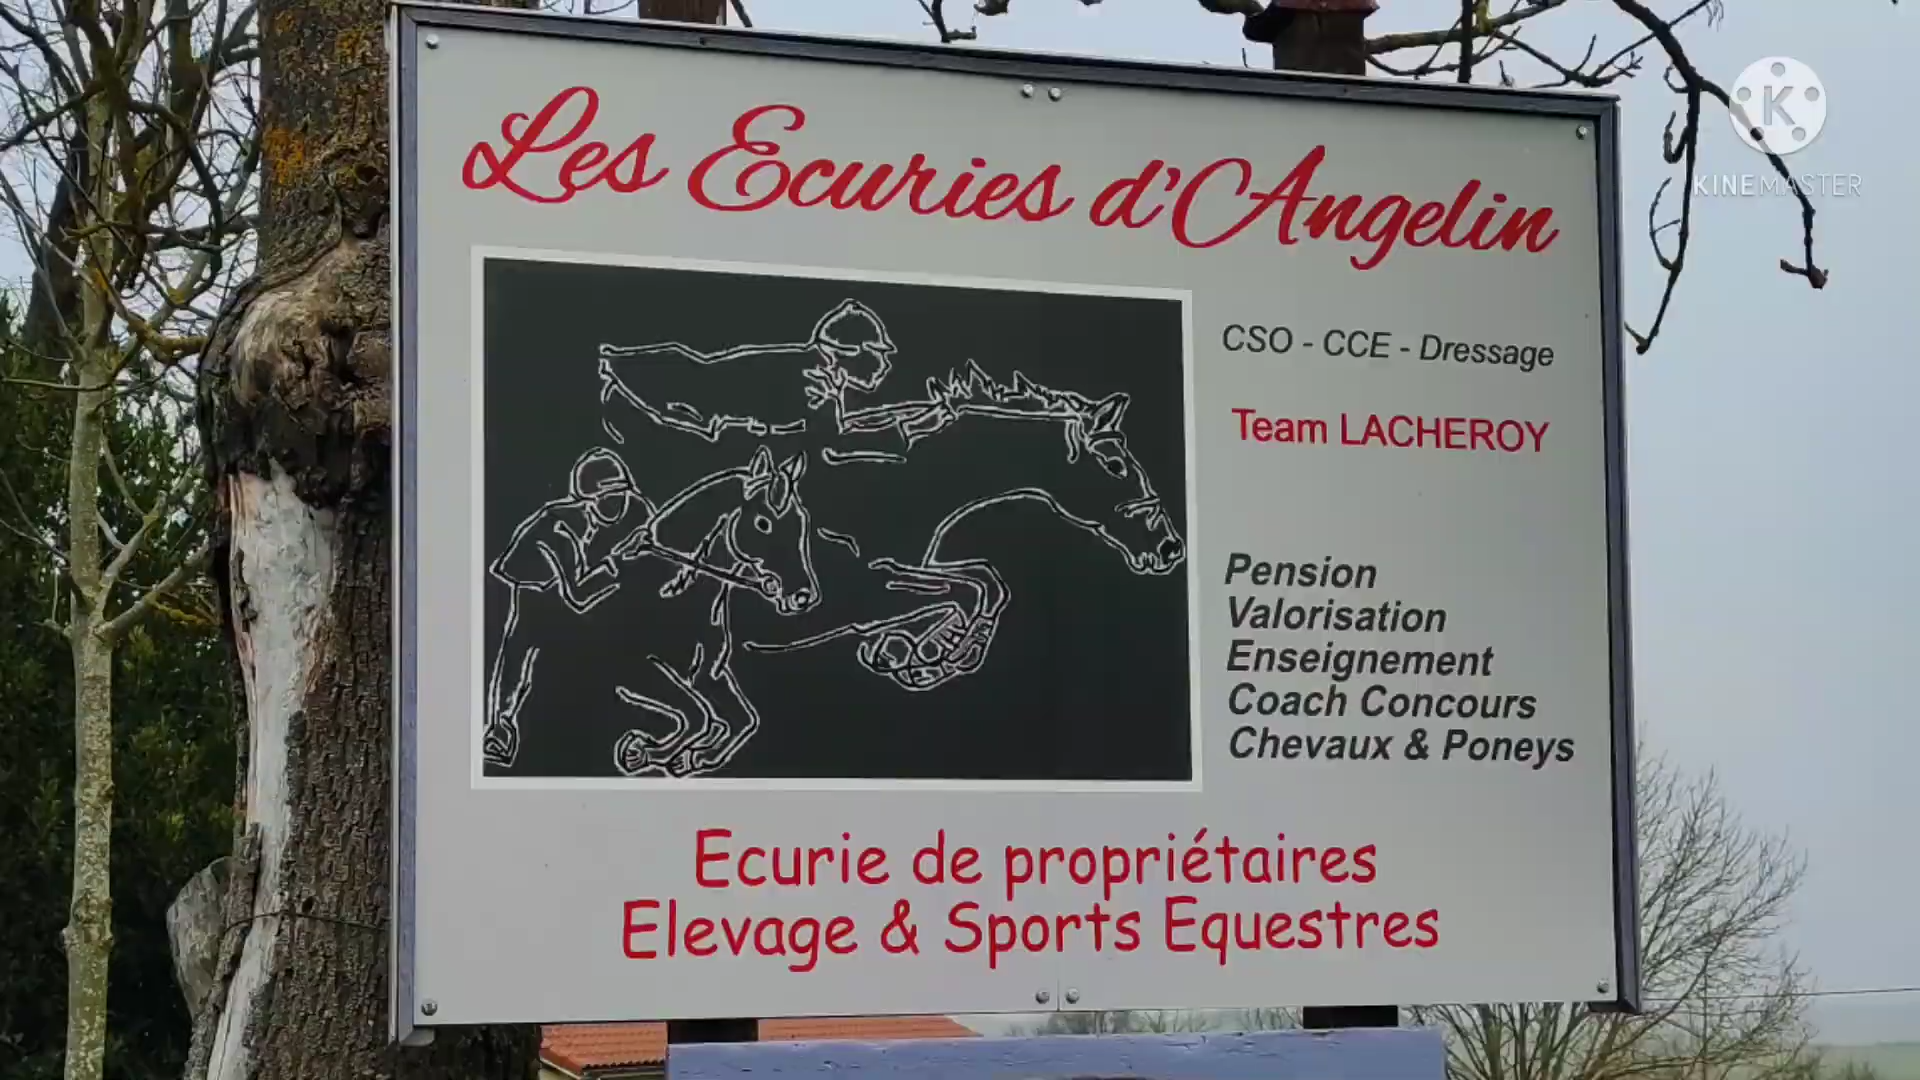 Les Ecuries d'Angelin
K
KINEMASTER
CSO - CCE - Dressage
Team LACHEROY
Pension
Valorisation
Enseignement
Coach Concours
Chevaux & Poneys
Ecurie de propriétaires
Elevage & Sports Equestres